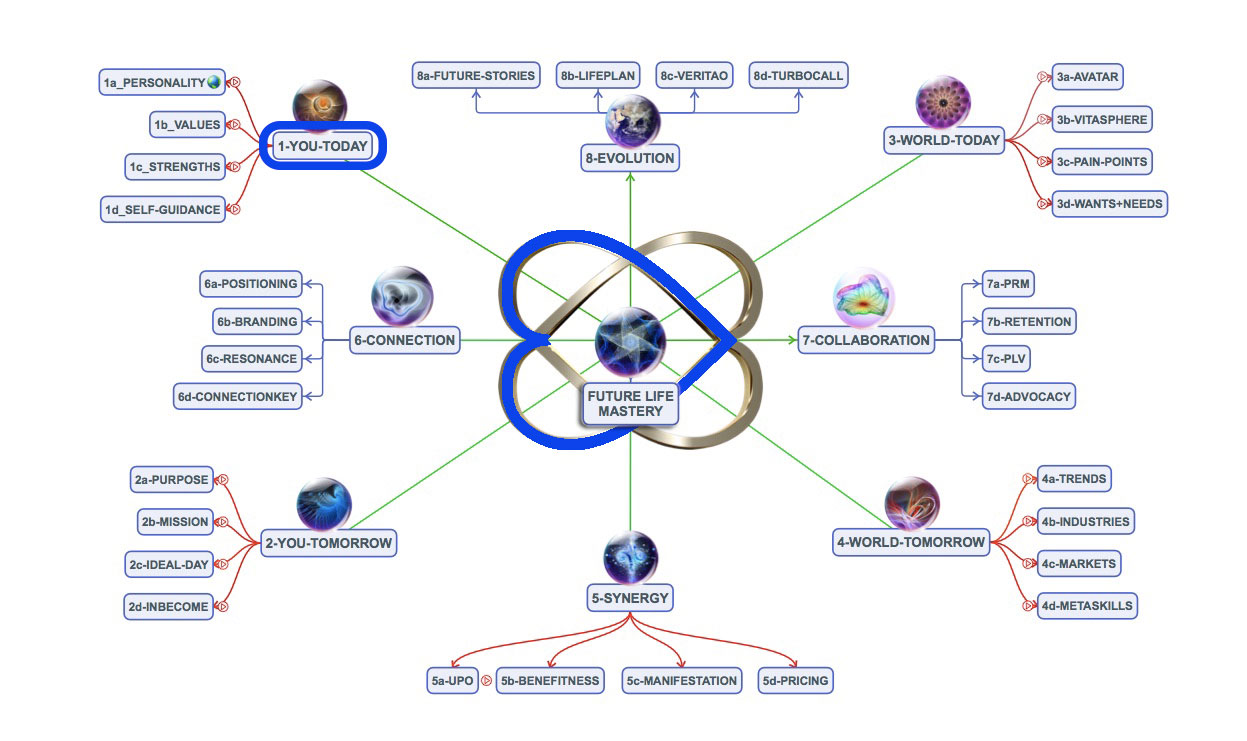 1a_PERSONALITY
1b_VALUES
1c_STRENGTHS
1d_SELF-GUIDANCE
1-YOU-TODAY
8a-FUTURE-STORIES
8b-LIFEPLAN
8c-VERITAO
8d-TURBOCALL
8-EVOLUTION
3-WORLD-TODAY
3a-AVATAR
3b-VITASPHERE
3c-PAIN-POINTS
3d-WANTS+NEEDS
6a-POSITIONING
6b-BRANDING
6c-RESONANCE
6d-CONNECTIONKEY
6-CONNECTION
FUTURE LIFE
MASTERY
7-COLLABORATION
7a-PRM
7b-RETENTION
7c-PLV
7d-ADVOCACY
2a-PURPOSE
2b-MISSION
2c-IDEAL-DAY
2d-INBECOME
2-YOU-TOMORROW
4-WORLD-TOMORROW
4a-TRENDS
4b-INDUSTRIES
4c-MARKETS
4d-METASKILLS
5-SYNERGY
5a-UPO
5b-BENEFITNESS
5c-MANIFESTATION
5d-PRICING